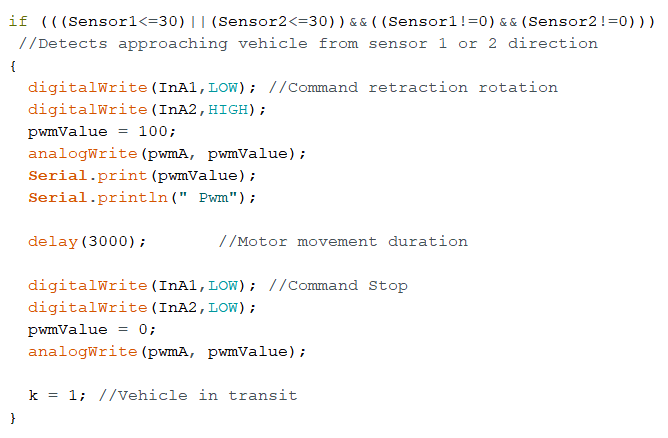 if (((Sensor1<=30)||(Sensor2<=30))&&((Sensor1!=0)&&(Sensor2!=0)))
//Detects approaching vehicle from sensor 1 or 2 direction
{
digitalWrite(InA1,LOW); //Command retraction rotation
digitalWrite(InA2,HIGH);
pwmValue = 100;
analogWrite(pwmA, pwmValue);
Serial.print(pwmValue);
Serial.println(" Pwm");
delay(3000); //Motor movement duration
digitalWrite(InA1,LOW); //Command Stop
digitalWrite(InA2,LOW);
pwmValue = 0;
analogWrite(pwmA, pwmValue);
k = 1; //Vehicle in transit
}